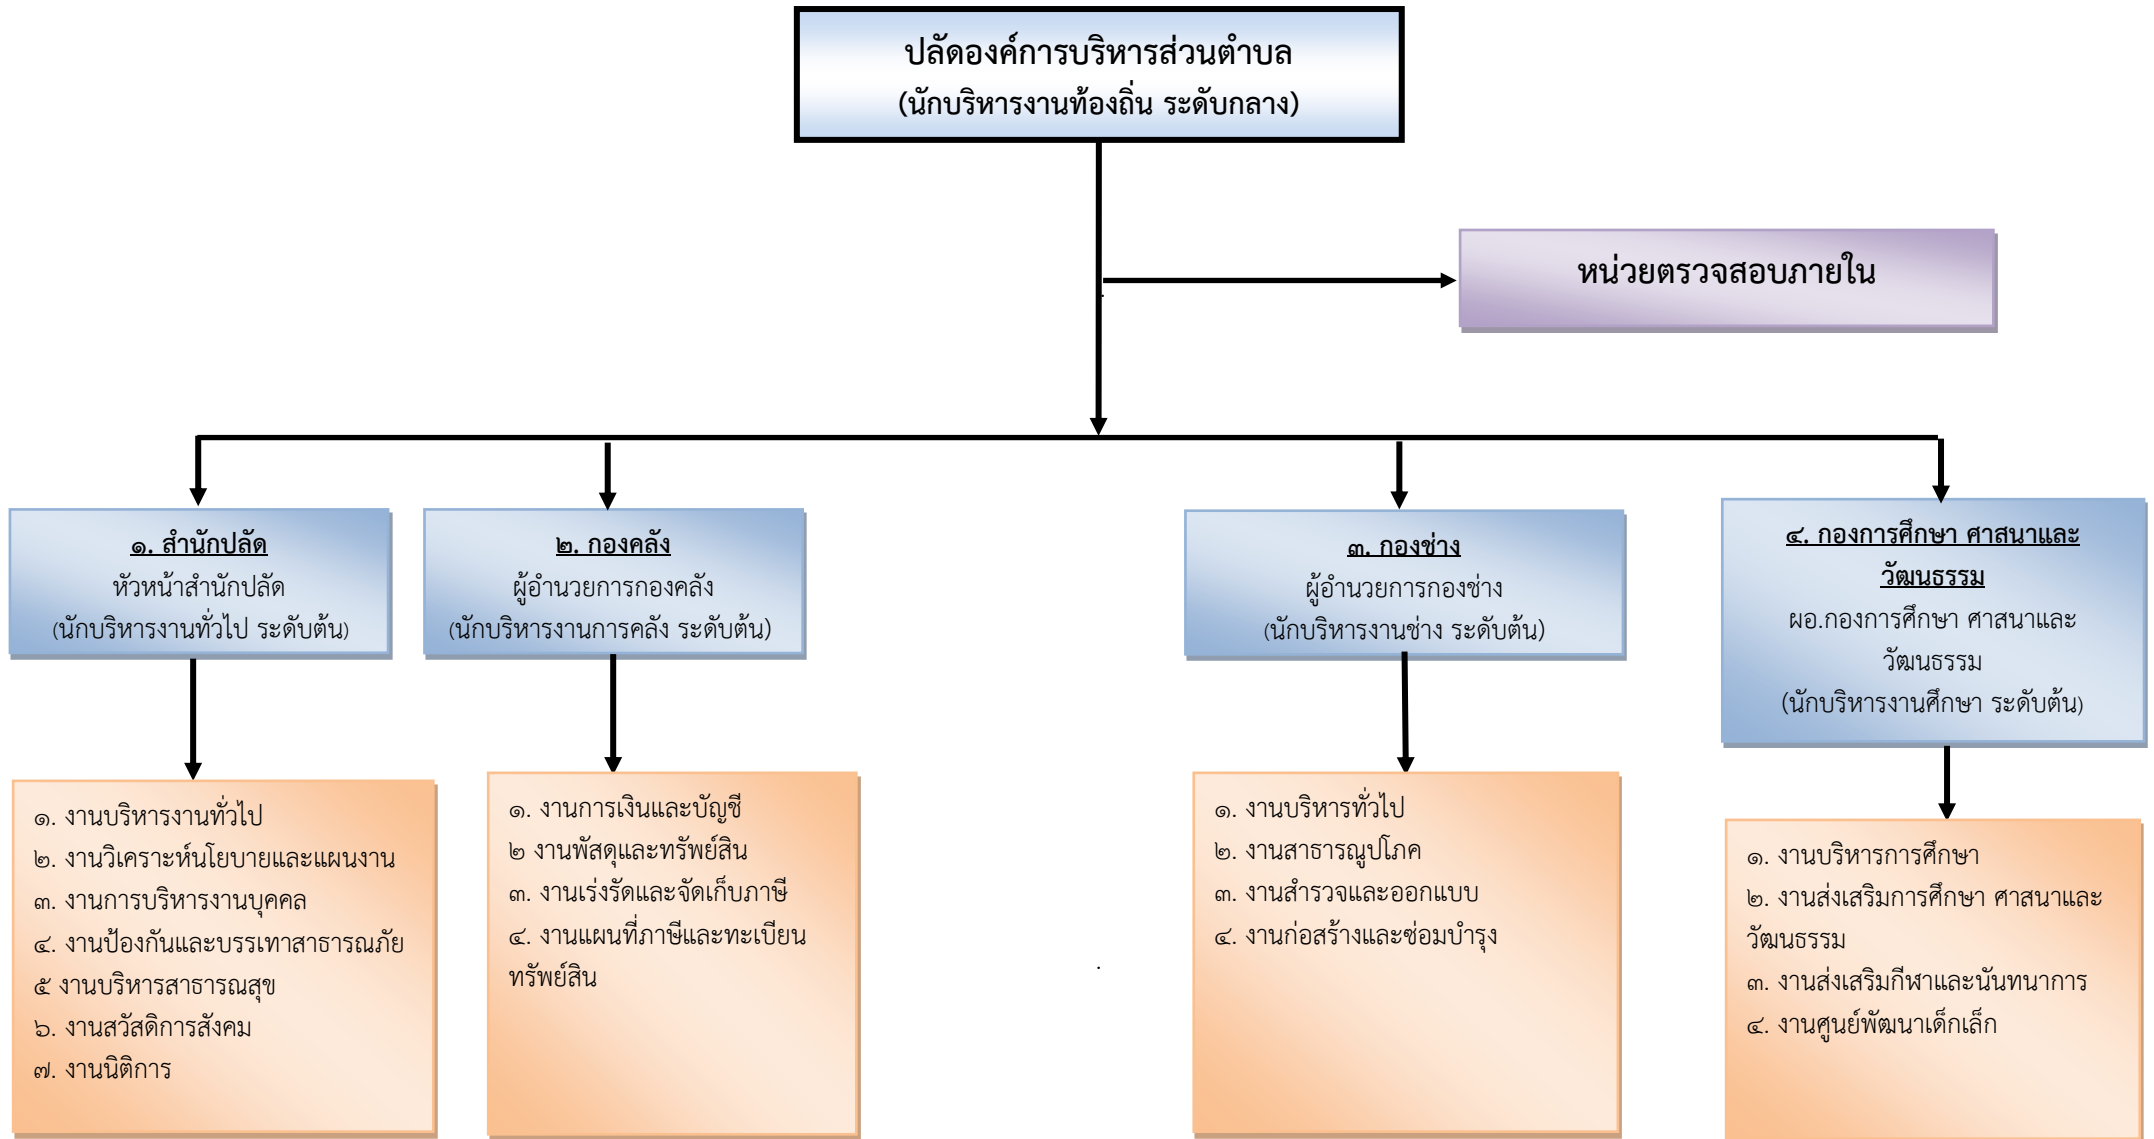 ปลัดองค์การบริหารส่วนตำบล
(นักบริหารงานท้องถิ่น ระดับกลาง)
หน่วยตรวจสอบภายใน
๑. สำนักปลัด
หัวหน้าสำนักปลัด
(นักบริหารงานทั่วไป ระดับต้น)
๒. กองคลัง
ผู้อำนวยการกองคลัง
(นักบริหารงานการคลัง ระดับต้น)
๓. กองช่าง
ผู้อำนวยการกองช่าง
(นักบริหารงานช่าง ระดับต้น)
๔. กองการศึกษา ศาสนาและ
วัฒนธรรม
ผอ.กองการศึกษา ศาสนาและ
วัฒนธรรม
(นักบริหารงานศึกษา ระดับต้น)
๑. งานบริหารงานทั่วไป
๒. งานวิเคราะห์นโยบายและแผนงาน
๓. งานการบริหารงานบุคคล
๔. งานป้องกันและบรรเทาสาธารณภัย
๕ งานบริหารสาธารณสุข
๖. งานสวัสดิการสังคม
๗. งานนิติการ
๑. งานการเงินและบัญชี
๒ งานพัสดุและทรัพย์สิน
๓. งานเร่งรัดและจัดเก็บภาษี
๔. งานแผนที่ภาษีและทะเบียน
ทรัพย์สิน
๑. งานบริหารทั่วไป
๒. งานสาธารณูปโภค
๓. งานสำรวจและออกแบบ
๔. งานก่อสร้างและซ่อมบำรุง
๑. งานบริหารการศึกษา
๒. งานส่งเสริมการศึกษา ศาสนาและ
วัฒนธรรม
๓. งานส่งเสริมกีฬาและนันทนาการ
๔. งานศูนย์พัฒนาเด็กเล็ก